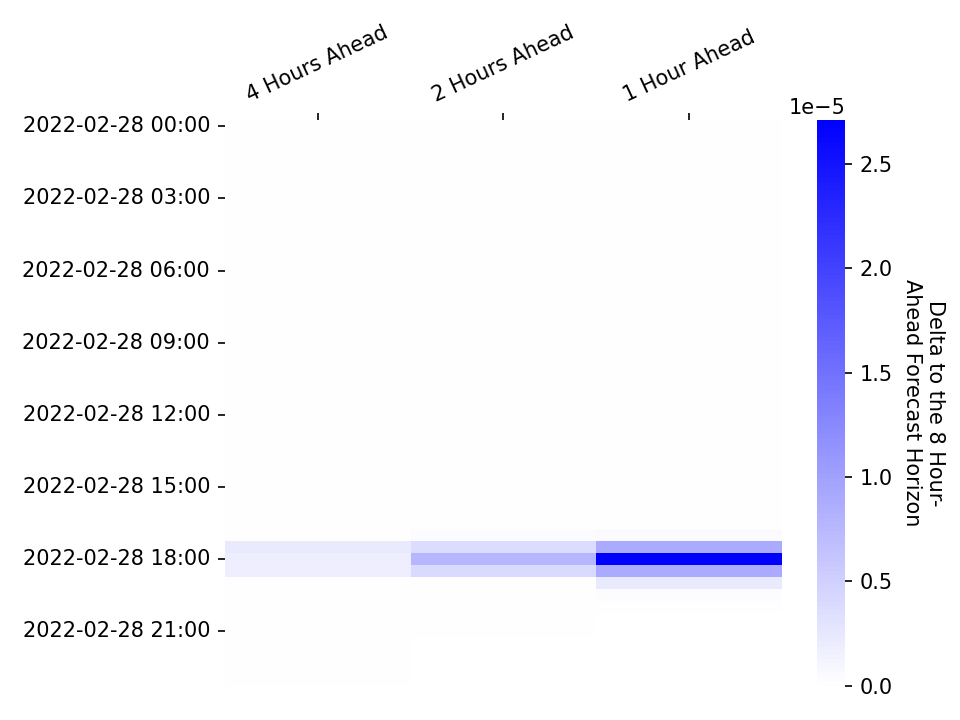 4 Hours Ahead
2 Hours Ahead
1 Hour Ahead
1e−5
2022-02-28 00:00
2022-02-28 03:00
2022-02-28 06:00
2022-02-28 09:00
2022-02-28 12:00
2022-02-28 15:00
2022-02-28 18:00
2022-02-28 21:00
2.5
2.0
1.5
1.0
0.5
0.0
Delta to the 8 Hour-
Ahead Forecast Horizon